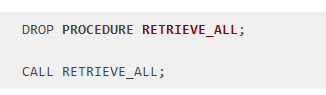 DROP PROCEDURE RETRIEVE_ALL;
CALL RETRIEVE_ALL;